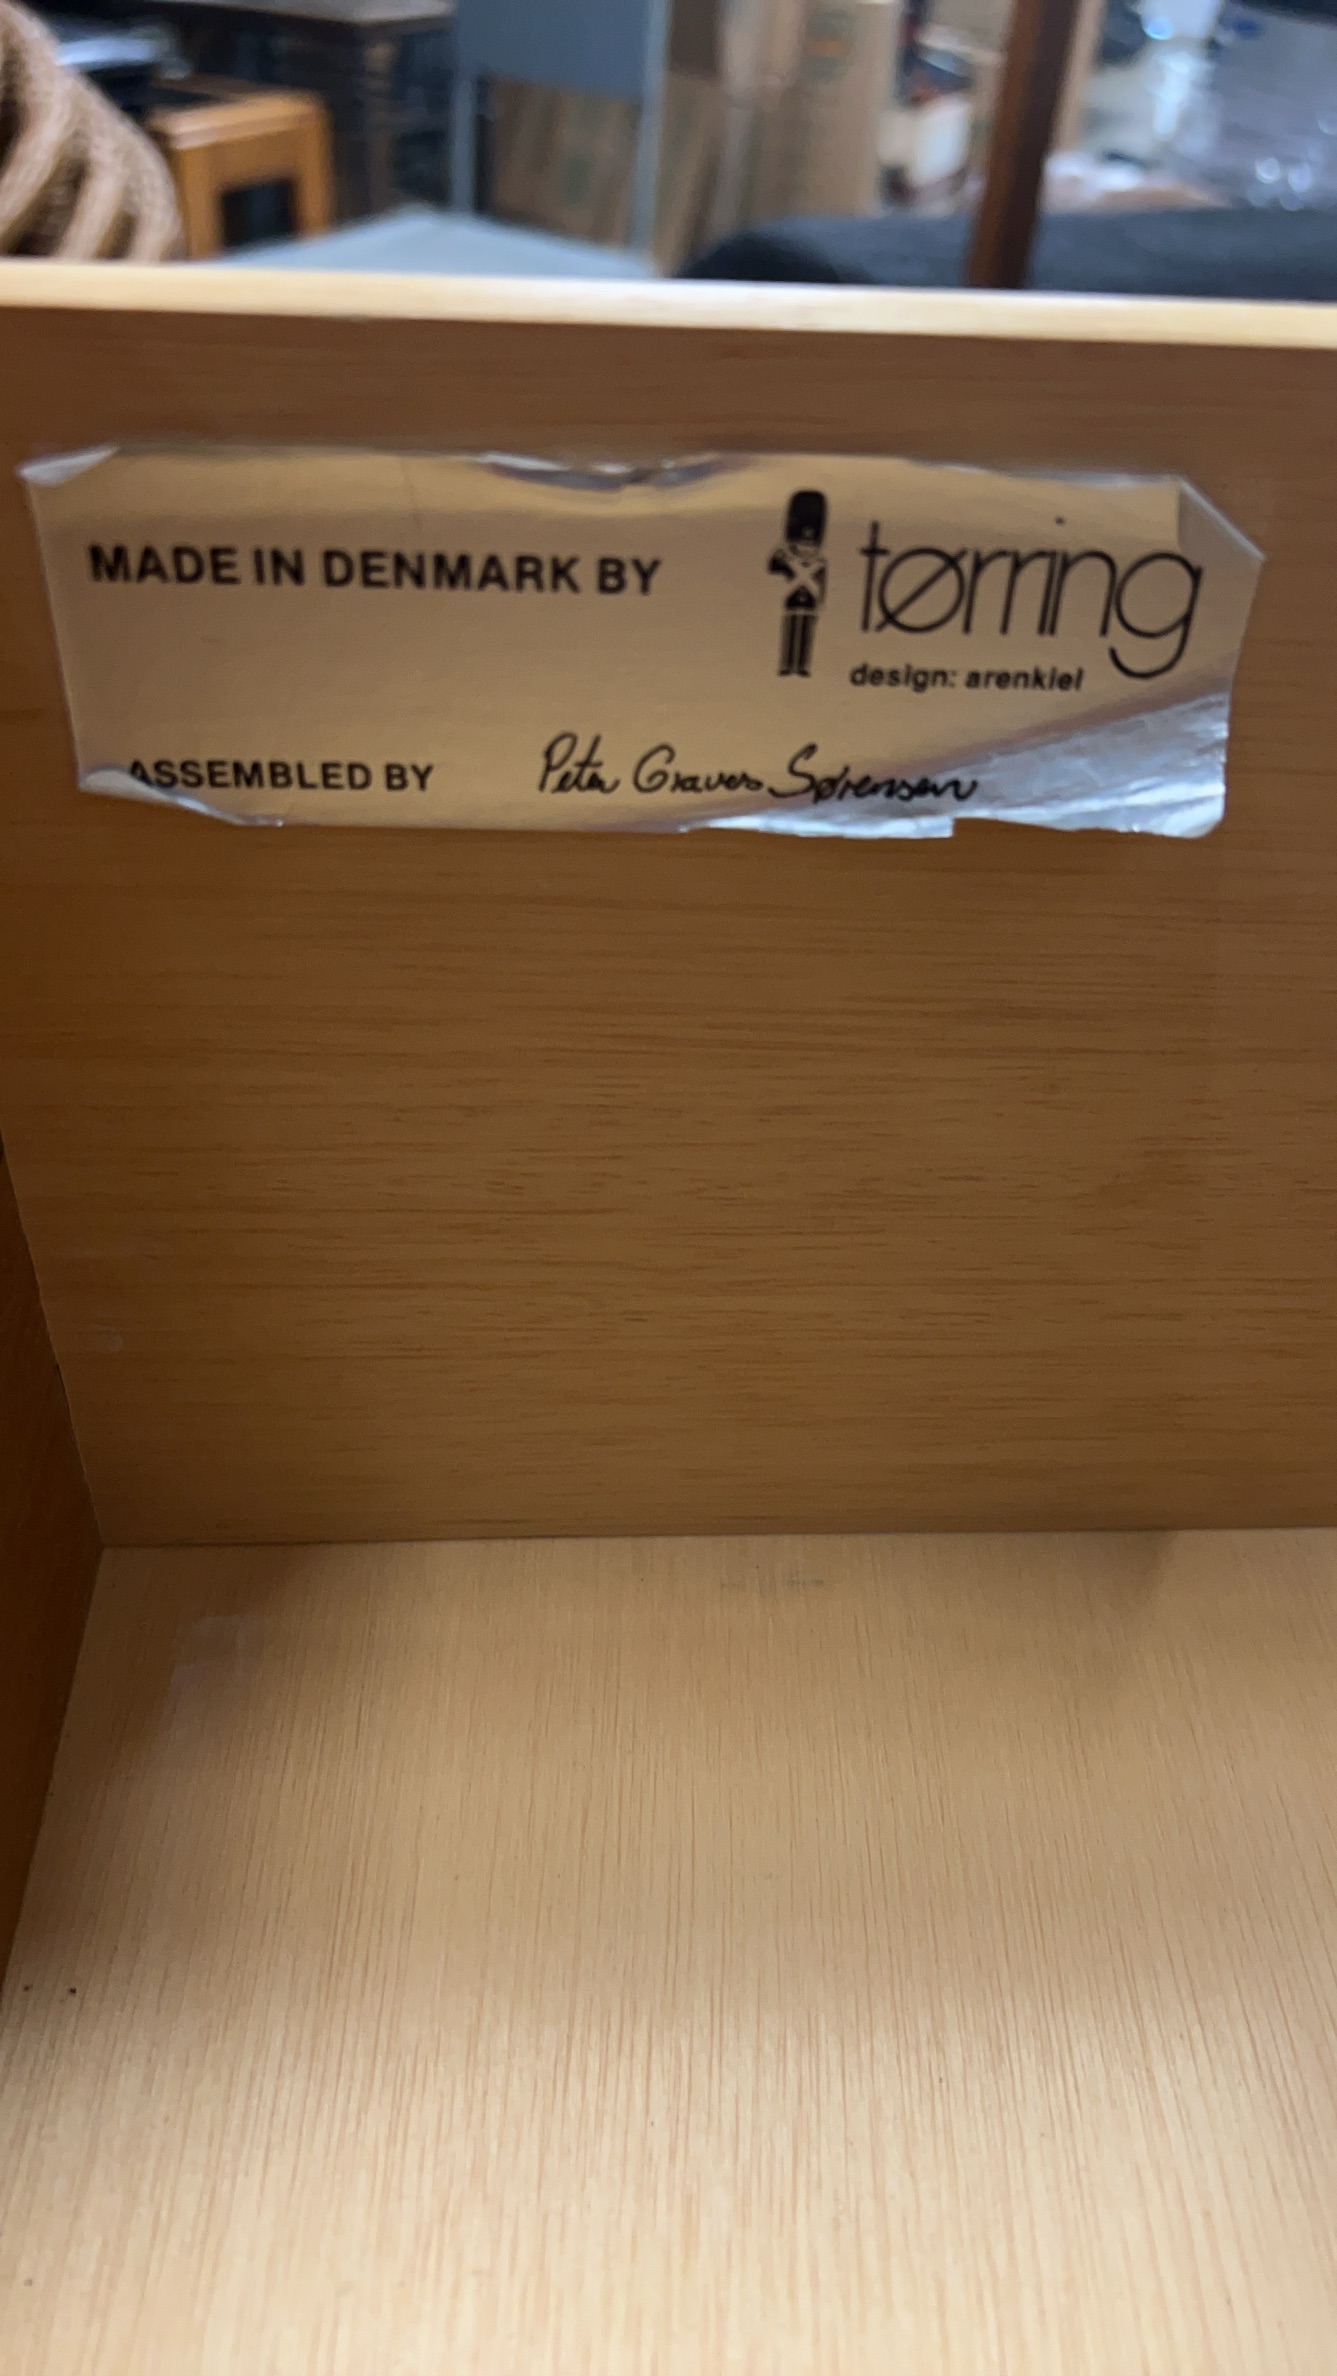 MADE IN DENMARK BY
tørring
design: arenkiel
ASSEMBLED BY Peter Graves Sørensen